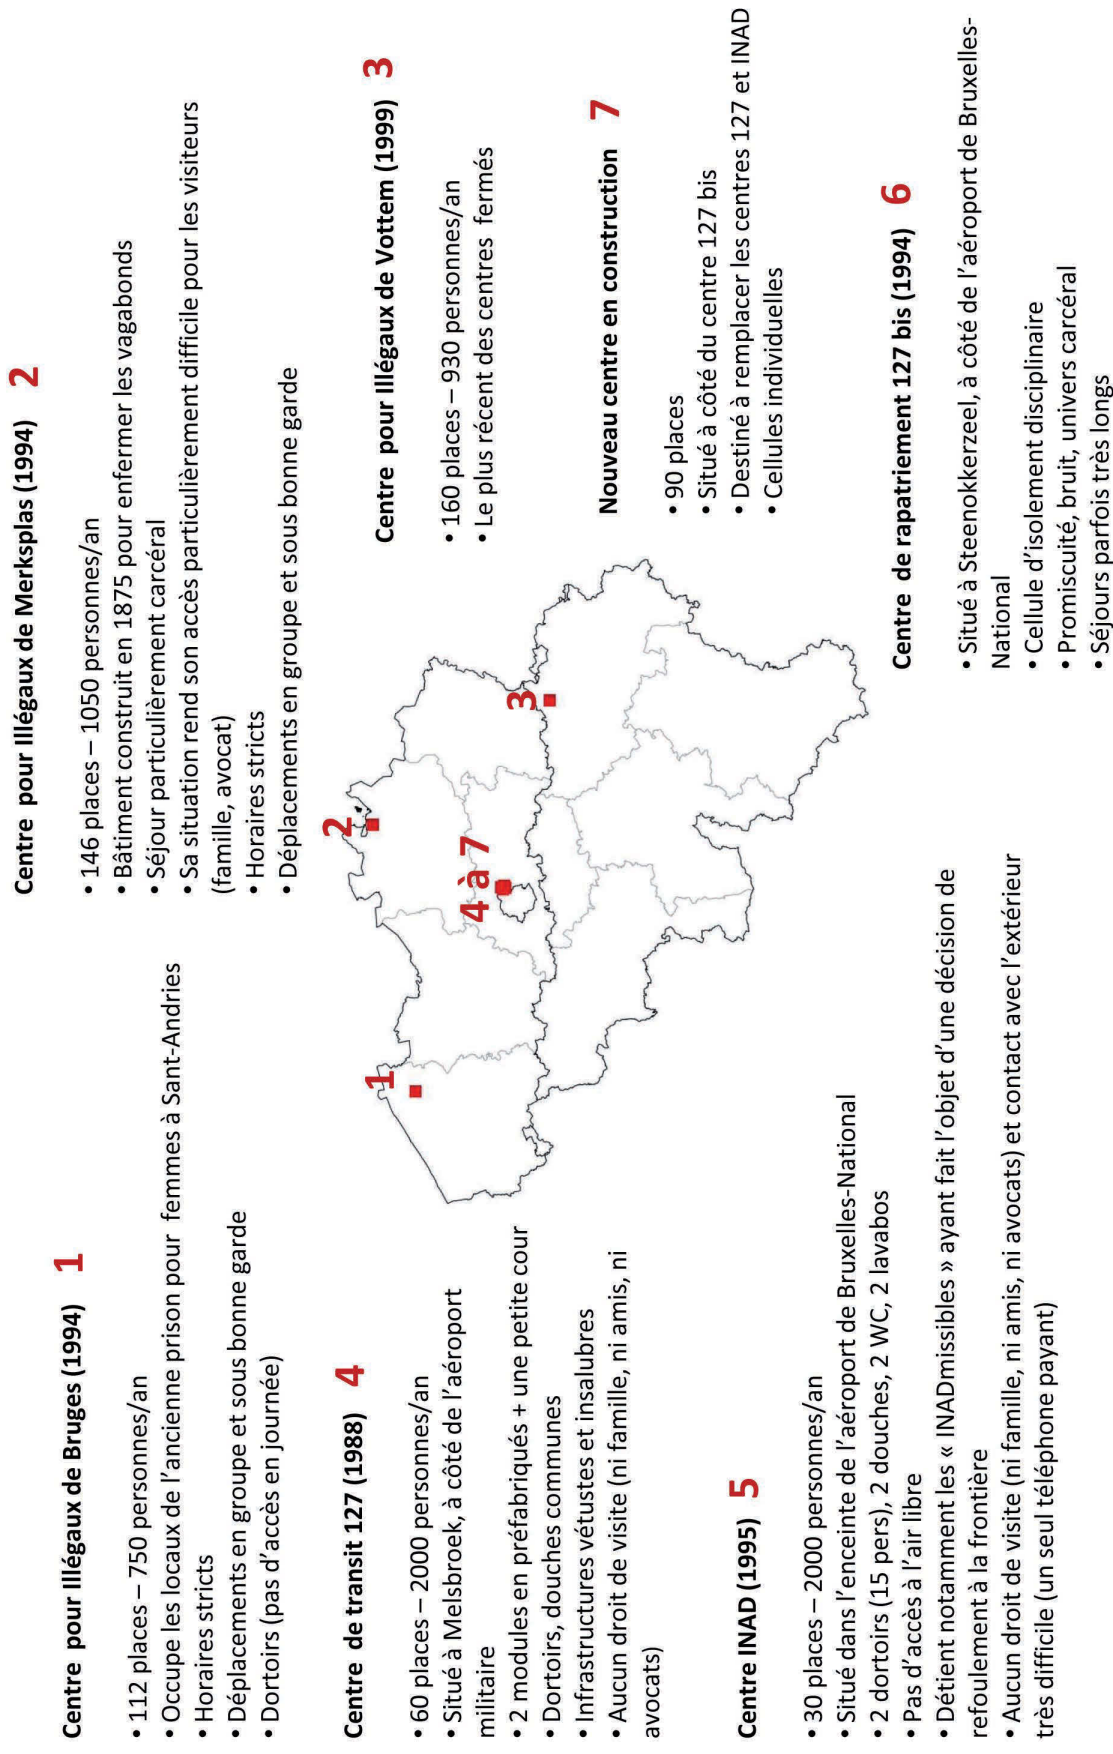 Centre pour Illégaux de Bruges (1994) 1
• 112 places – 750 personnes/an
• Occupe les locaux de l'ancienne prison pour femmes à Sant-Andries
• Horaires stricts
• Déplacements en groupe et sous bonne garde
• Dortoirs (pas d'accès en journée)
Centre pour Illégaux de Merksplas (1994) 2
• 146 places – 1050 personnes/an
• Bâtiment construit en 1875 pour enfermer les vagabonds
• Séjour particulièrement carcéral
• Sa situation rend son accès particulièrement difficile pour les visiteurs
(famille, avocat)
• Horaires stricts
• Déplacements en groupe et sous bonne garde
Centre pour Illégaux de Vottem (1999) 3
• 160 places – 930 personnes/an
• Le plus récent des centres fermés
Centre de transit 127 (1988) 4
• 60 places – 2000 personnes/an
• Situé à Melsbroek, à côté de l'aéroport
militaire
• 2 modules en préfabriqués + une petite cour
• Dortoirs, douches communes
• Infrastructures vétustes et insalubres
• Aucun droit de visite (ni famille, ni amis, ni
avocats)
1
2
4 à 7
3
Nouveau centre en construction 7
• 90 places
• Situé à côté du centre 127 bis
• Destiné à remplacer les centres 127 et INAD
• Cellules individuelles
Centre INAD (1995) 5
• 30 places – 2000 personnes/an
• Situé dans l'enceinte de l'aéroport de Bruxelles-National
• 2 dortoirs (15 pers), 2 douches, 2 WC, 2 lavabos
• Pas d'accès à l'air libre
• Détient notamment les « INADmissibles » ayant fait l'objet d'une décision de
refoulement à la frontière
• Aucun droit de visite (ni famille, ni amis, ni avocats) et contact avec l'extérieur
très difficile (un seul téléphone payant)
Centre de rapatriement 127 bis (1994) 6
• Situé à Steenokkerzeel, à côté de l'aéroport de Bruxelles-
National
• Cellule d'isolement disciplinaire
• Promiscuité, bruit, univers carcéral
• Séjours parfois très longs